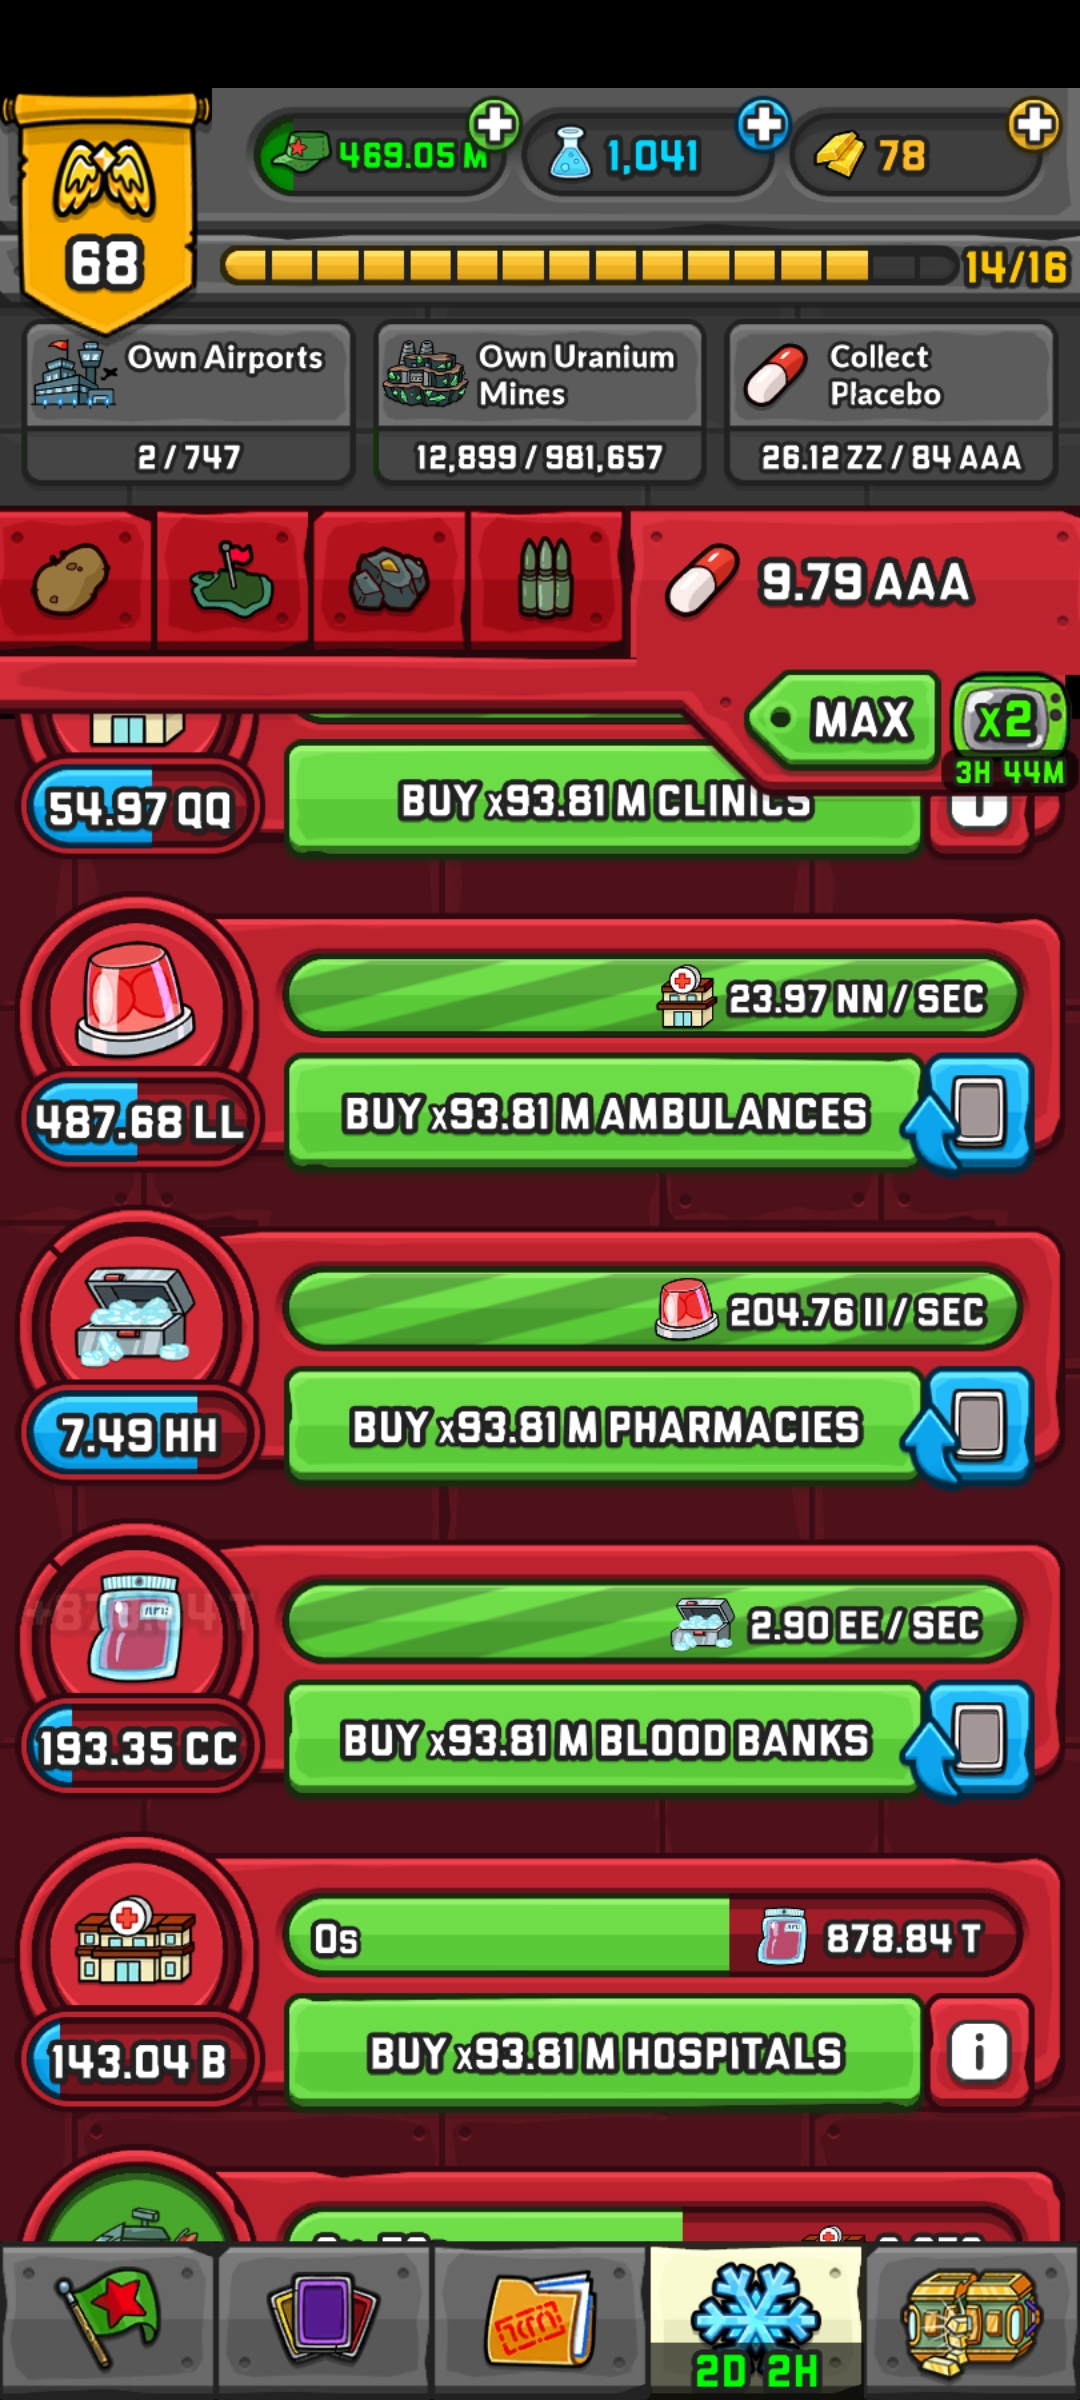 469.05 M
1,041
78
68
14/16
Own Airports
2 / 747
Own Uranium
Mines
12,899 / 981,657
Collect
Placebo
26.12 ZZ / 84 AAA
9.79 AAA
MAX
x2
3H 44M
54.97 QQ
BUY x93.81 M CLINICS
23.97 NN / SEC
487.68 LL
BUY x93.81 M AMBULANCES
204.76 II / SEC
7.49 HH
BUY x93.81 M PHARMACIES
2.90 EE / SEC
193.35 CC
BUY x93.81 M BLOOD BANKS
0s
878.84 T
143.04 B
BUY x93.81 M HOSPITALS
i
2D 2H